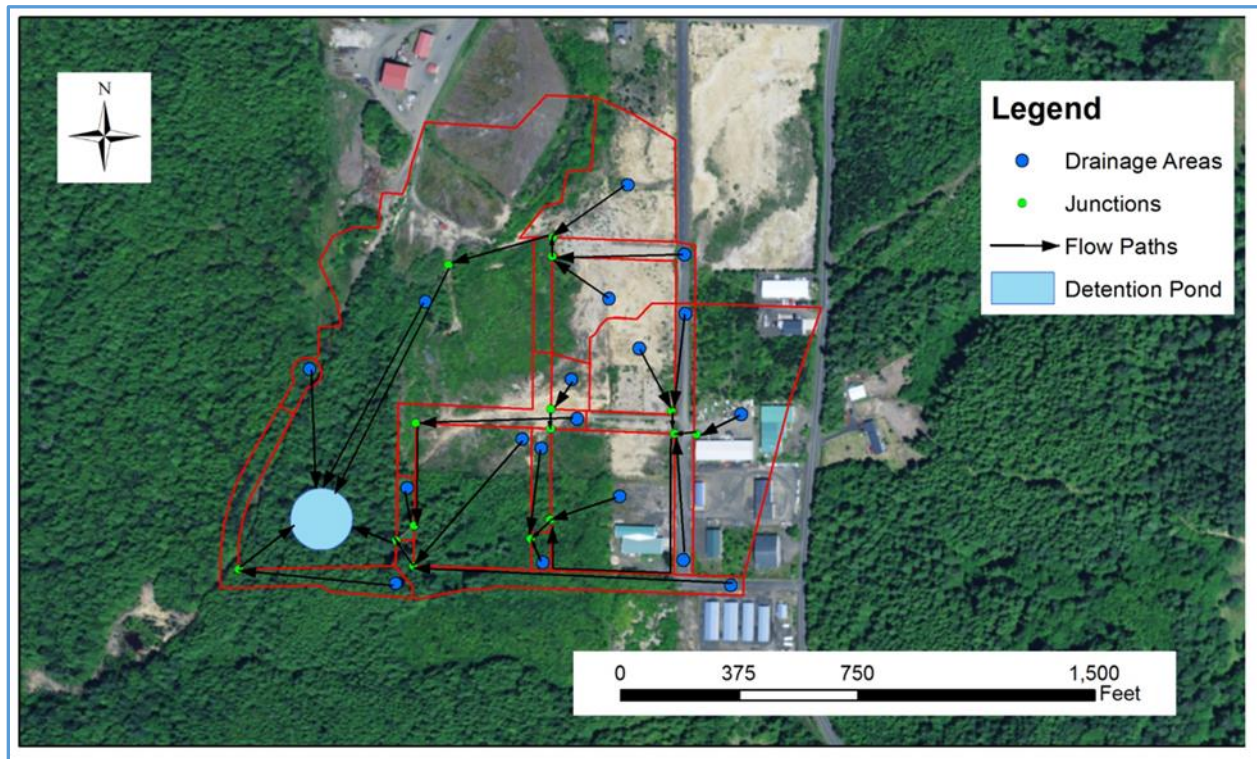 N
Legend
Drainage Areas
Junctions
Flow Paths
Detention Pond
0 375 750 1,500
Feet